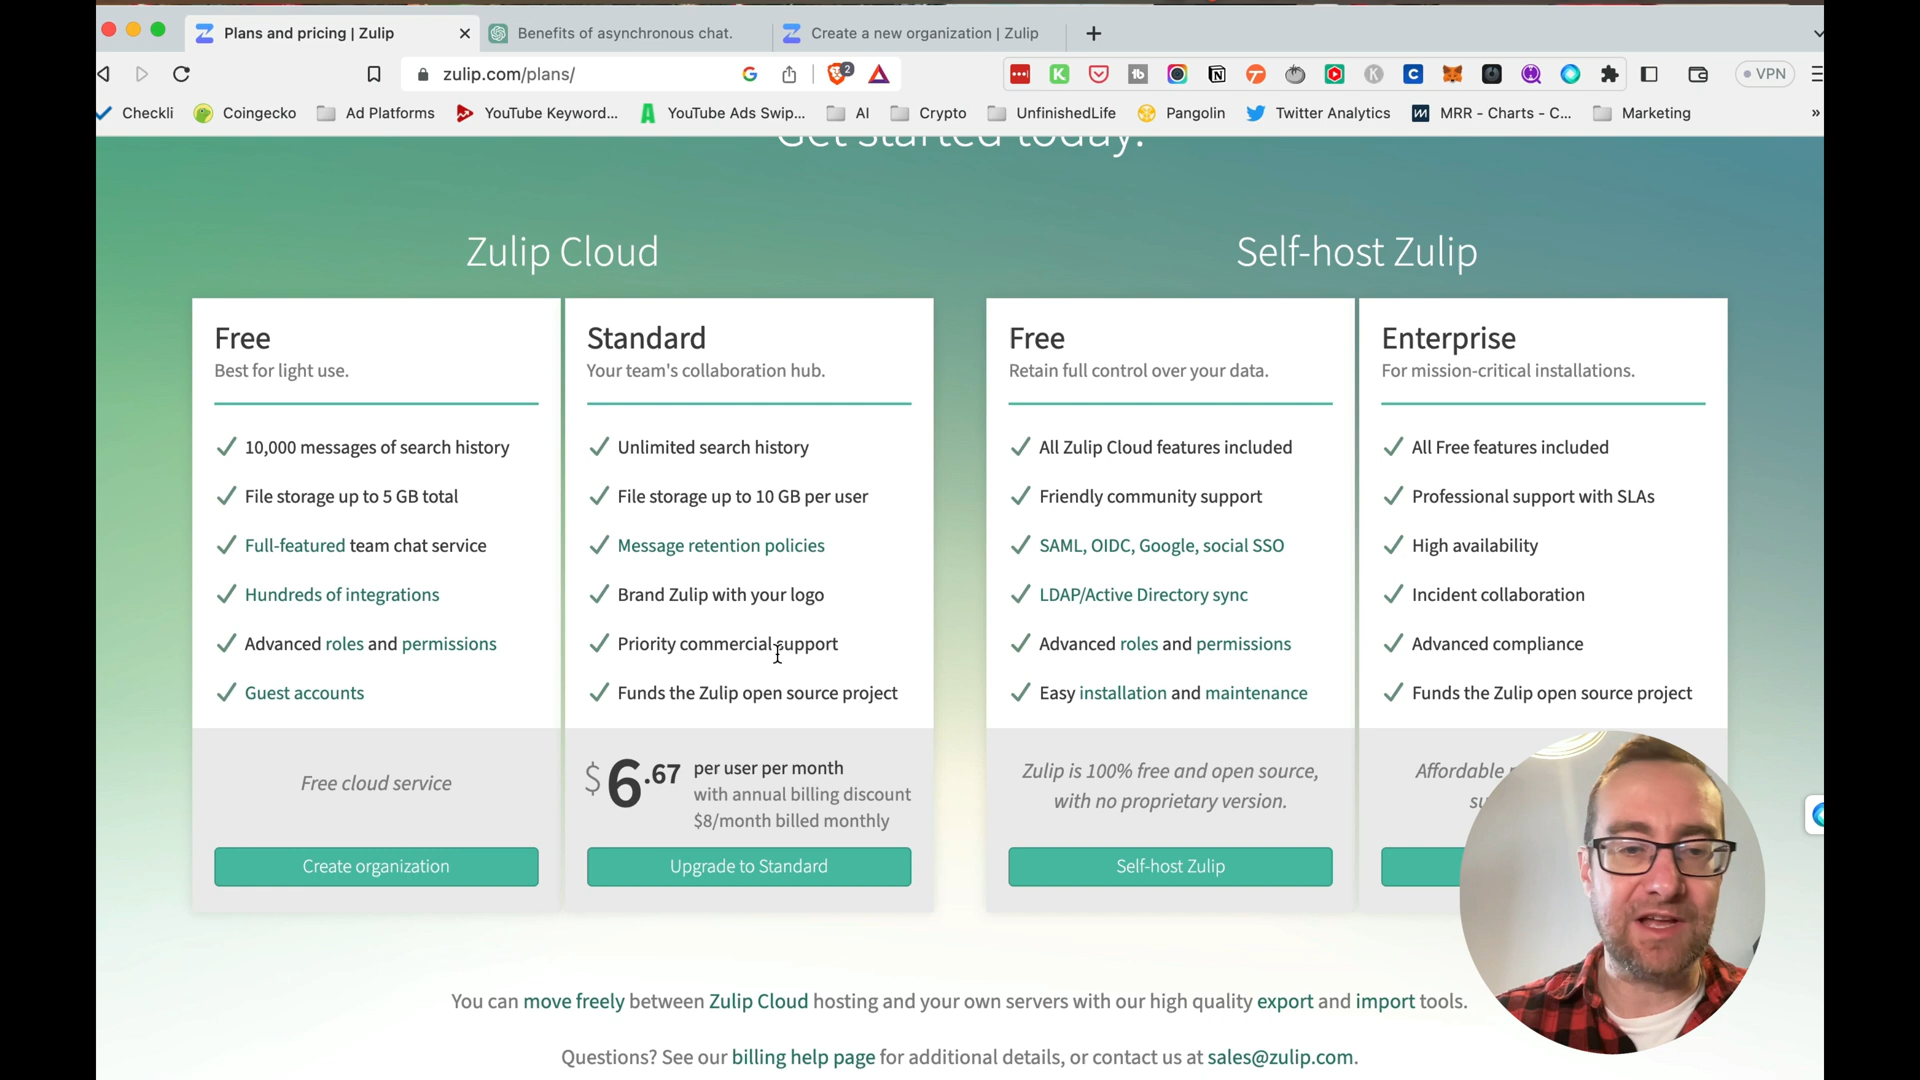 Plans and pricing | Zulip
Benefits of asynchronous chat.
Create a new organization | Zulip
zulip.com/plans/
2
VPN
Checkli
Coingecko
Ad Platforms
YouTube Keyword...
YouTube Ads Swip...
AI
Crypto
UnfinishedLife
Pangolin
Twitter Analytics
MRR - Charts - C...
Marketing
»
Get started today!
Zulip Cloud
Self-host Zulip
Free
Best for light use.
10,000 messages of search history
File storage up to 5 GB total
Full-featured team chat service
Hundreds of integrations
Advanced roles and permissions
Guest accounts
Free cloud service
Create organization
Standard
Your team's collaboration hub.
Unlimited search history
File storage up to 10 GB per user
Message retention policies
Brand Zulip with your logo
Priority commercial support
Funds the Zulip open source project
$6.67
per user per month
with annual billing discount
$8/month billed monthly
Upgrade to Standard
Free
Retain full control over your data.
All Zulip Cloud features included
Friendly community support
SAML, OIDC, Google, social SSO
LDAP/Active Directory sync
Advanced roles and permissions
Easy installation and maintenance
Zulip is 100% free and open source,
with no proprietary version.
Self-host Zulip
Enterprise
For mission-critical installations.
All Free features included
Professional support with SLAs
High availability
Incident collaboration
Advanced compliance
Funds the Zulip open source project
Affordable
You can move freely between Zulip Cloud hosting and your own servers with our high quality export and import tools.
Questions? See our billing help page for additional details, or contact us at sales@zulip.com.